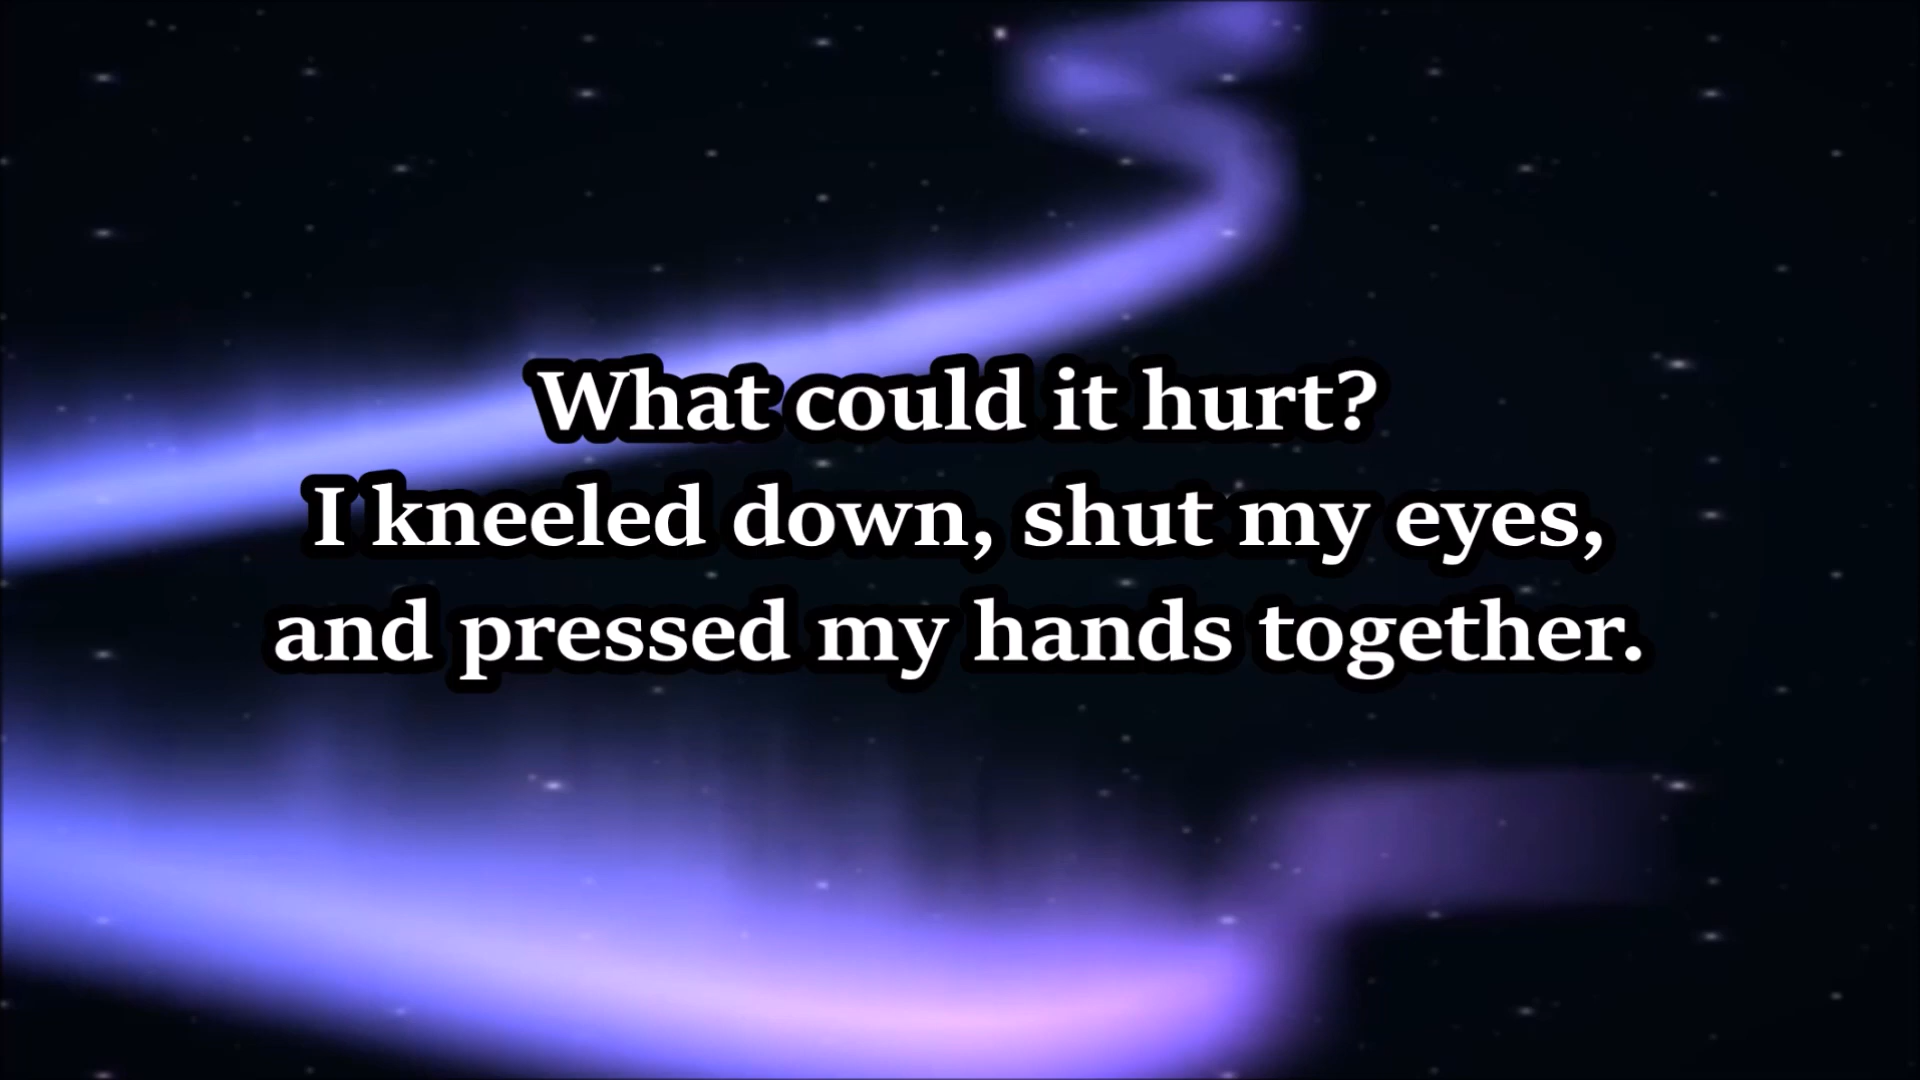 What could it hurt?
I kneeled down, shut my eyes,
and pressed my hands together.